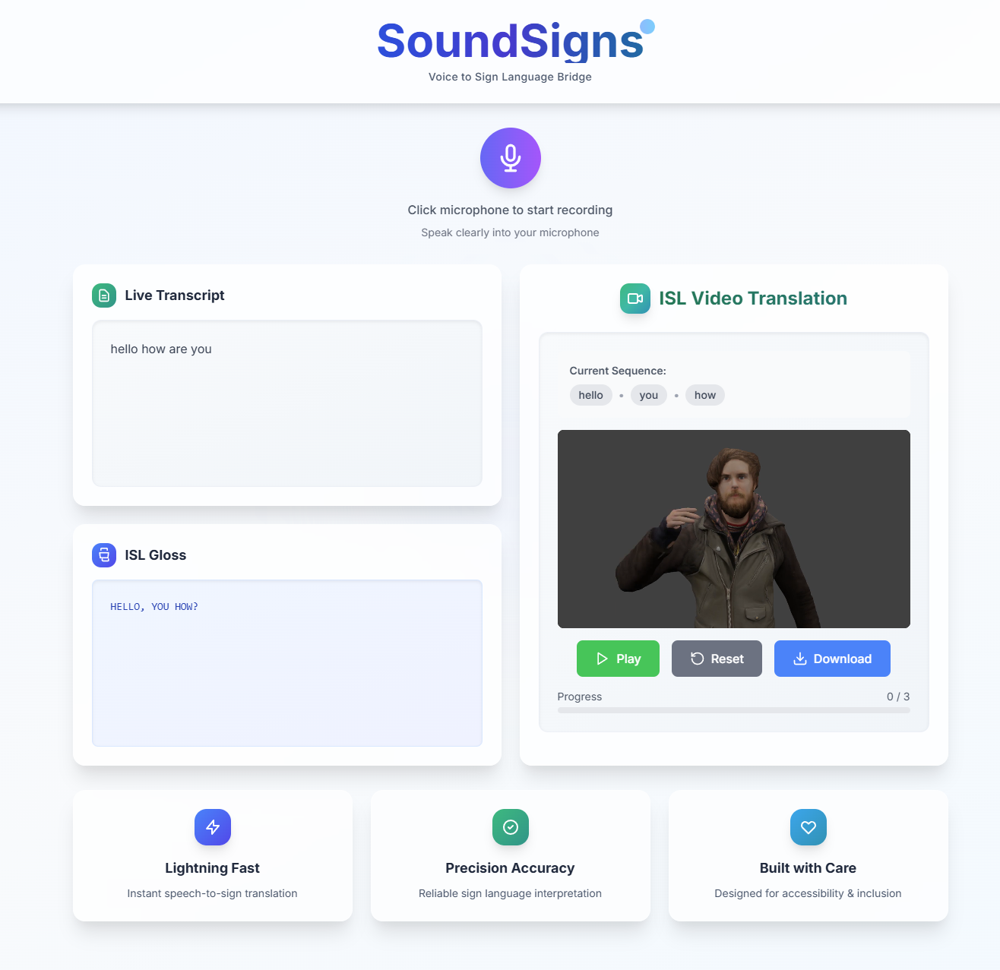 SoundSigns
Voice to Sign Language Bridge
Click microphone to start recording
Speak clearly into your microphone
Live Transcript
hello how are you
ISL Gloss
HELLO, YOU HOW?
ISL Video Translation
Current Sequence:
hello • you • how
Play Reset Download
Progress 0 / 3
Lightning Fast
Instant speech-to-sign translation
Precision Accuracy
Reliable sign language interpretation
Built with Care
Designed for accessibility & inclusion